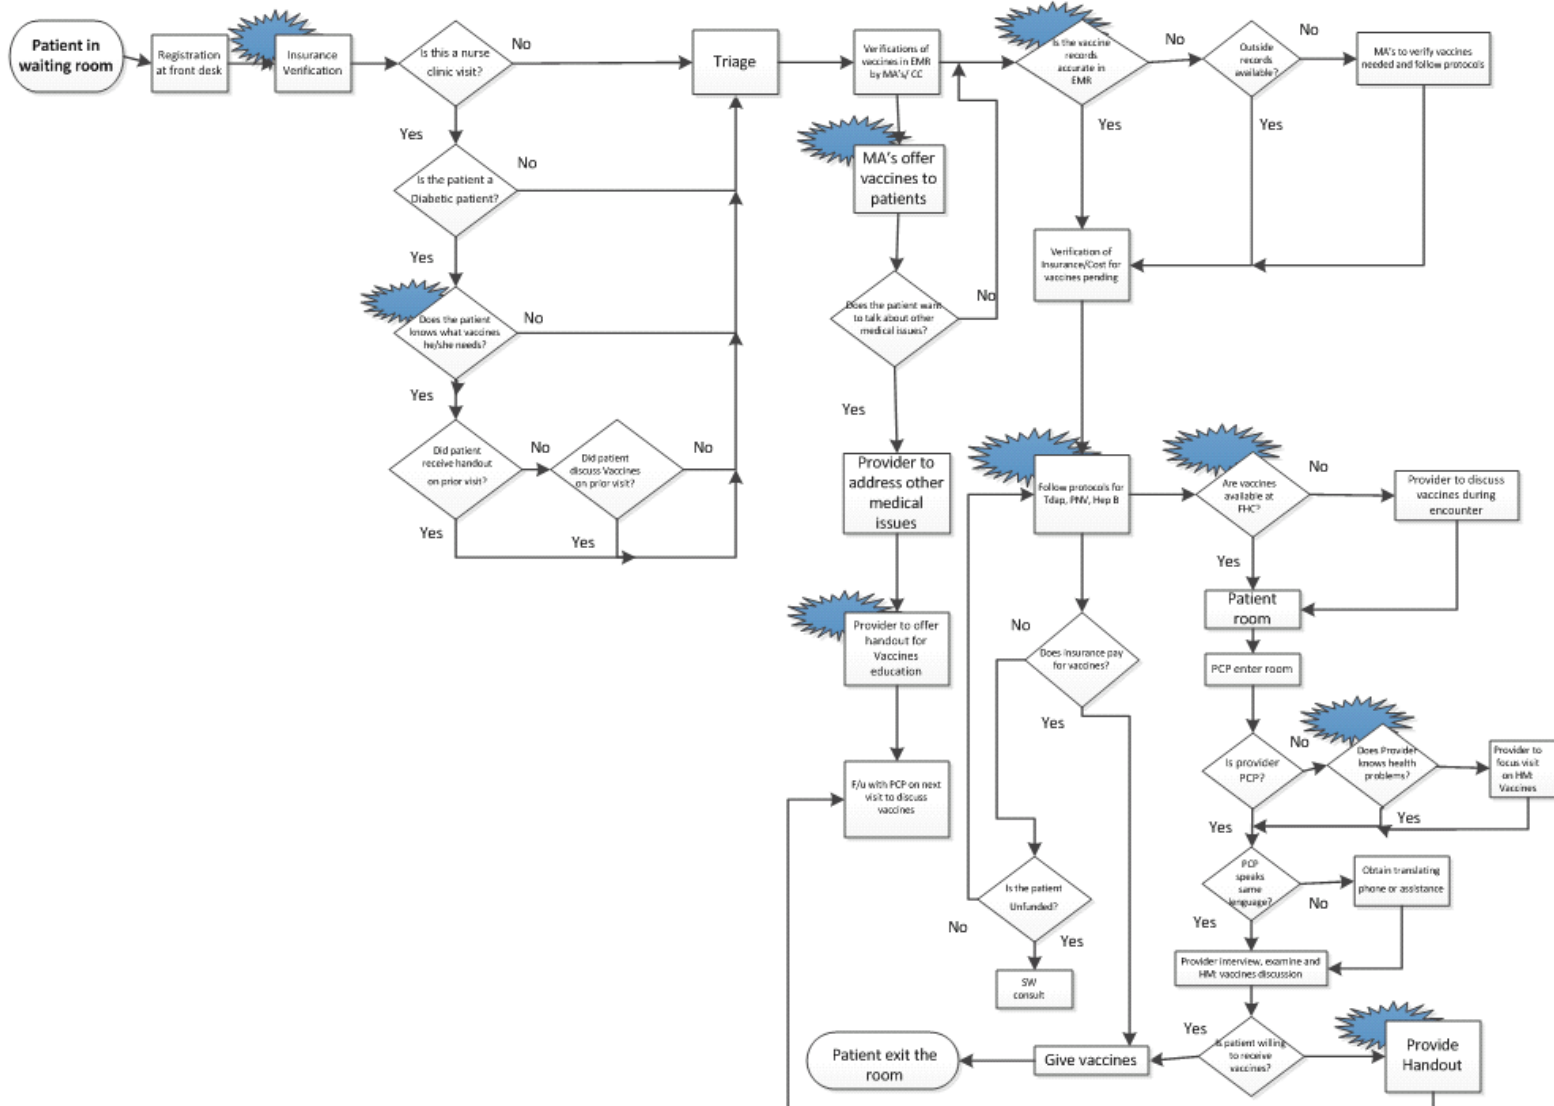 Patient in
waiting room
Registration
at front desk
Insurance
Verification
Is this a nurse
clinic visit?
No
Yes
Triage
Verifications of
vaccines in EMR
by MA's/ CC
Is the vaccine
records
accurate in
EMR
No
Yes
Outside
records
available?
No
Yes
MA's to verify vaccines
needed and follow protocols
Is the patient a
Diabetic patient?
No
Yes
MA's offer
vaccines to
patients
Does the patient knows what vaccines
he/she needs?
No
Yes
Does the patient want
to talk about other
medical issues?
No
Yes
Verification of
Insurance/Cost for
vaccines pending
Did patient
receive handout
on prior visit?
No
Yes
Did patient
discuss Vaccines
on prior visit?
No
Yes
Provider to
address other
medical
issues
Follow protocols for
Tdap, PNV, Hep B
Are vaccines
available at
FHC?
No
Yes
Provider to discuss
vaccines during
encounter
Patient
room
PCP enter room
Provider to offer
handout for
Vaccines
education
No
Does insurance pay
for vaccines?
Yes
F/u with PCP on next
visit to discuss
vaccines
Is provider
PCP?
No
Yes
Does Provider
knows health
problems?
Yes
Provider to
focus visit
on HM:
Vaccines
PCP
speaks
same
language?
No
Yes
Obtain translating
phone or assistance
Is the patient
Unfunded?
No
Yes
SW
consult
Provider interview, examine and
HM: vaccines discussion
Is patient willing
to receive
vaccines?
Yes
Provide
Handout
Give vaccines
Patient exit the
room